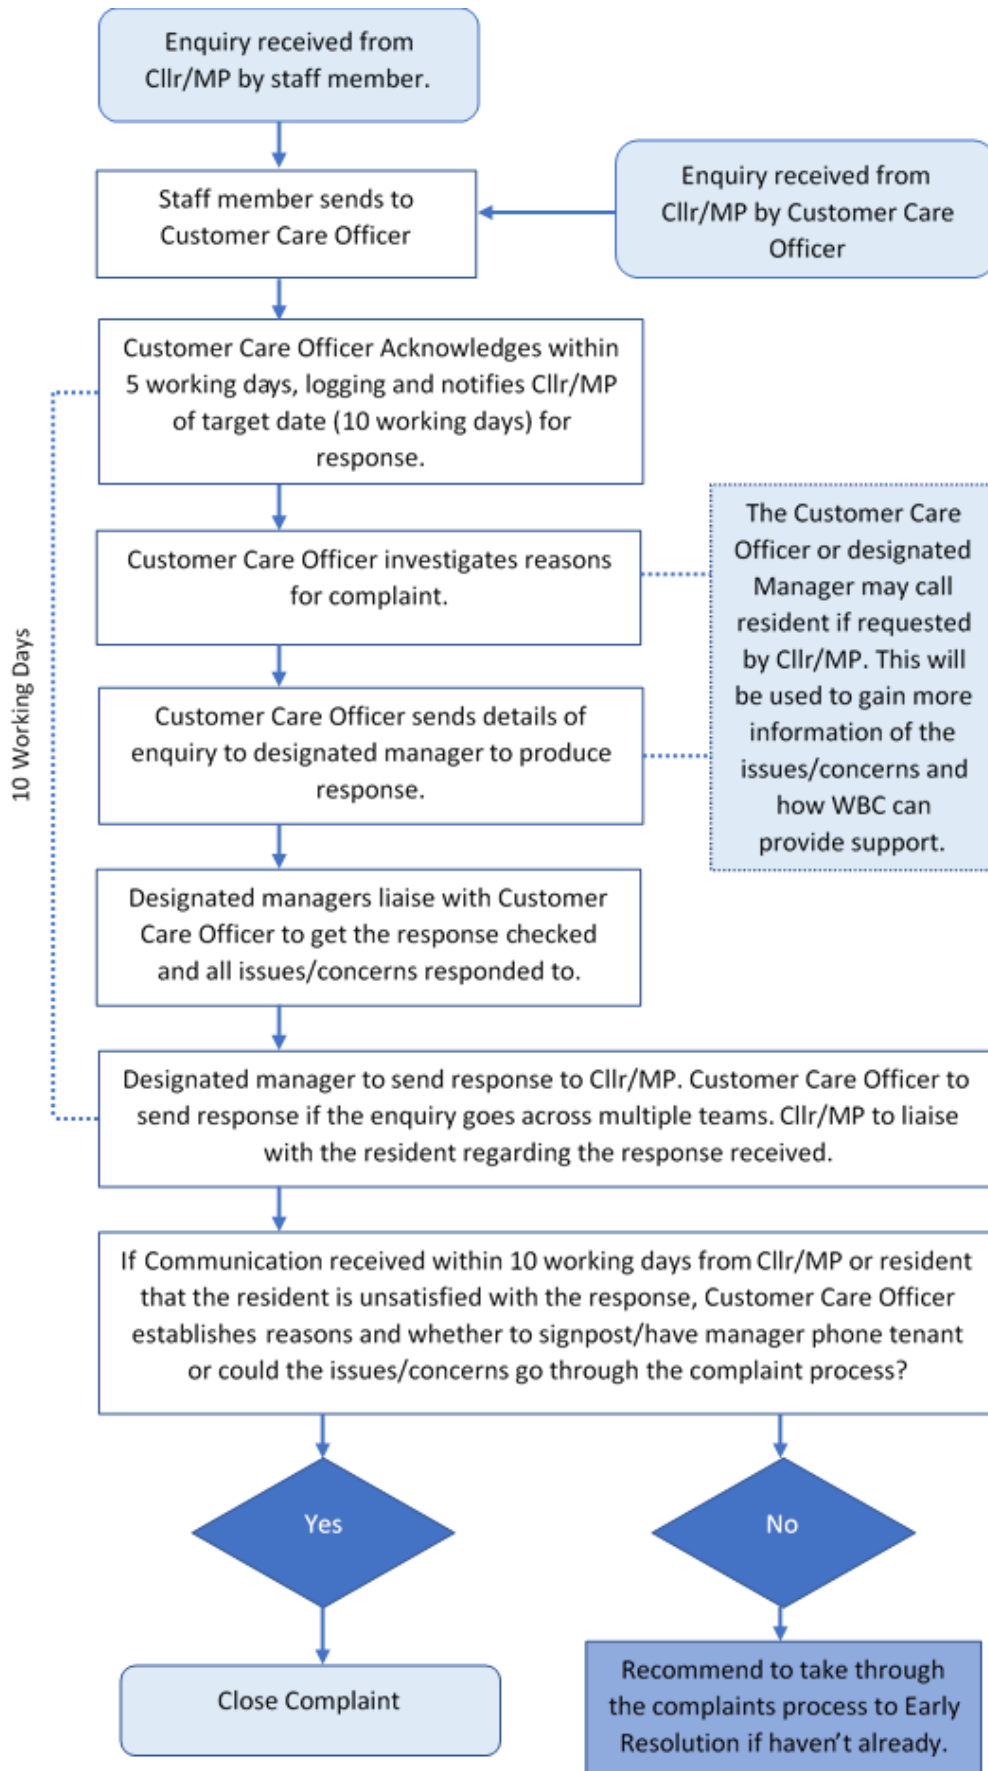 Enquiry received from
Cllr/MP by staff member.
Staff member sends to
Customer Care Officer
Enquiry received from
Cllr/MP by Customer Care
Officer
Customer Care Officer Acknowledges within
5 working days, logging and notifies Cllr/MP
of target date (10 working days) for
response.
10 Working Days
Customer Care Officer investigates reasons
for complaint.
The Customer Care
Officer or designated
Manager may call
resident if requested
by Cllr/MP. This will
be used to gain more
information of the
issues/concerns and
how WBC can
provide support.
Customer Care Officer sends details of
enquiry to designated manager to produce
response.
Designated managers liaise with Customer
Care Officer to get the response checked
and all issues/concerns responded to.
Designated manager to send response to Cllr/MP. Customer Care Officer to
send response if the enquiry goes across multiple teams. Cllr/MP to liaise
with the resident regarding the response received.
If Communication received within 10 working days from Cllr/MP or resident
that the resident is unsatisfied with the response, Customer Care Officer
establishes reasons and whether to signpost/have manager phone tenant
or could the issues/concerns go through the complaint process?
Yes
No
Close Complaint
Recommend to take through
the complaints process to Early
Resolution if haven't already.